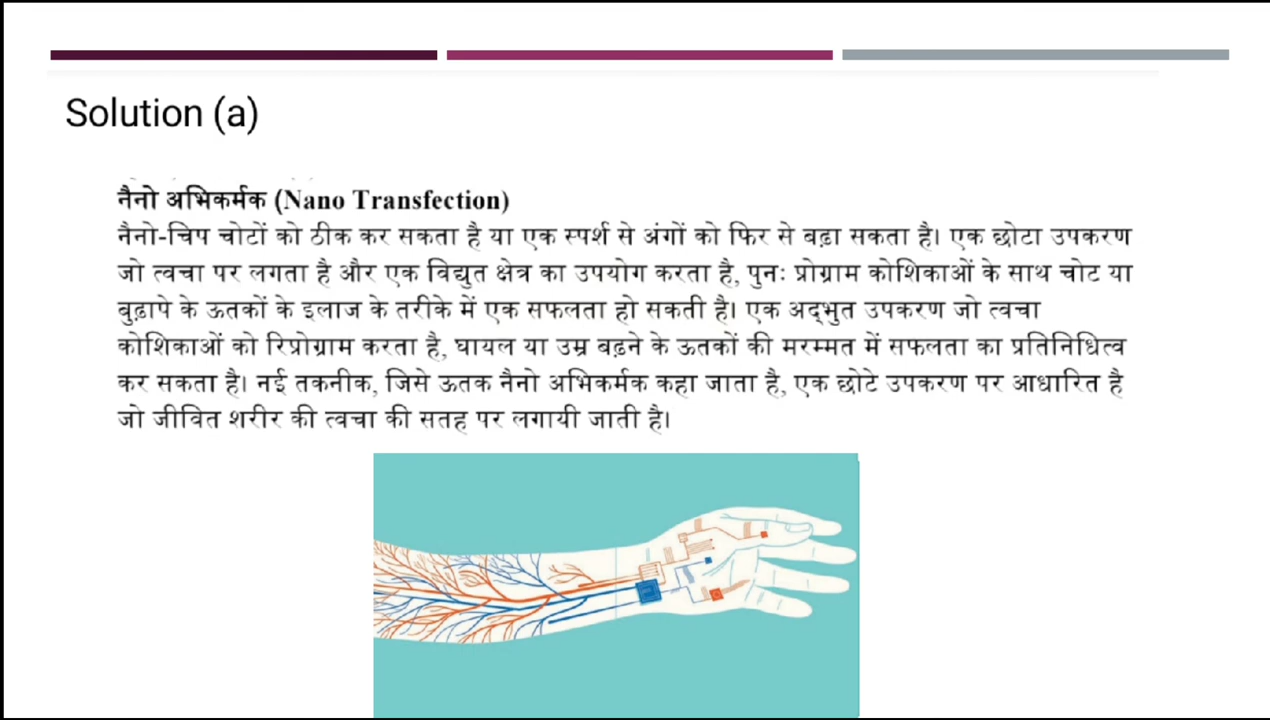 Solution (a)
नैनो अभिकर्मक (Nano Transfection)
नैनो-चिप चोटों को ठीक कर सकता है या एक स्पर्श से अंगों को फिर से बढ़ा सकता है। एक छोटा उपकरण
जो त्वचा पर लगता है और एक विद्युत क्षेत्र का उपयोग करता है, पुनः प्रोग्राम कोशिकाओं के साथ चोट या
बुढ़ापे के ऊतकों के इलाज के तरीके में एक सफलता हो सकती है। एक अद्भुत उपकरण जो त्वचा
कोशिकाओं को रिप्रोग्राम करता है, घायल या उम्र बढ़ने के ऊतकों की मरम्मत में सफलता का प्रतिनिधित्व
कर सकता है। नई तकनीक, जिसे ऊतक नैनो अभिकर्मक कहा जाता है, एक छोटे उपकरण पर आधारित है
जो जीवित शरीर की त्वचा की सतह पर लगायी जाती है।